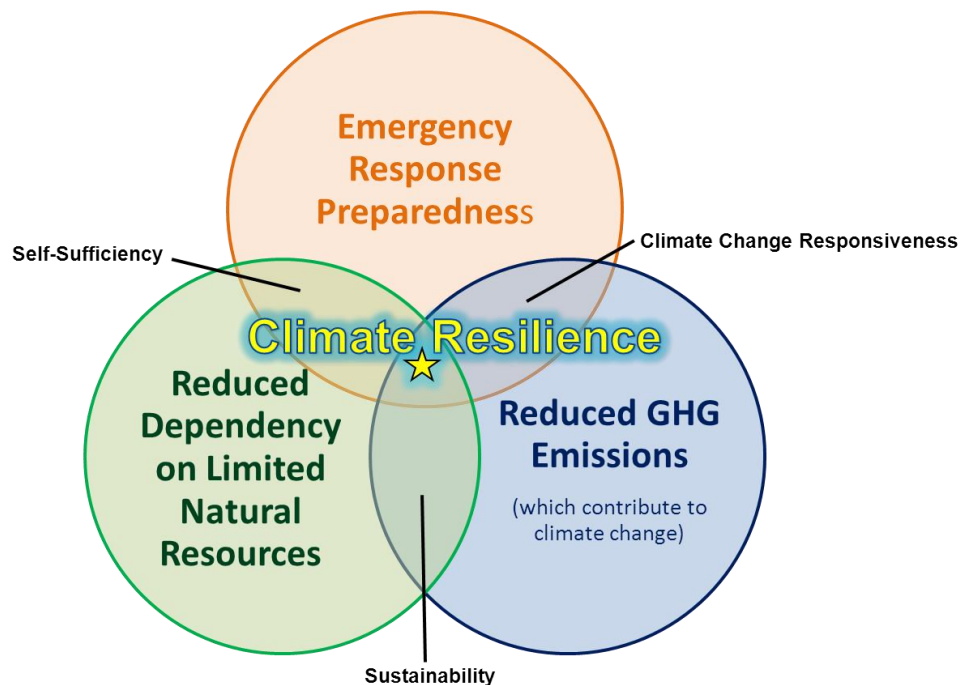 Emergency
Response
Preparedness
Self-Sufficiency
Climate Change Responsiveness
Climate Resilience
Reduced
Dependency
on Limited
Natural
Resources
Reduced GHG
Emissions
(which contribute to
climate change)
Sustainability